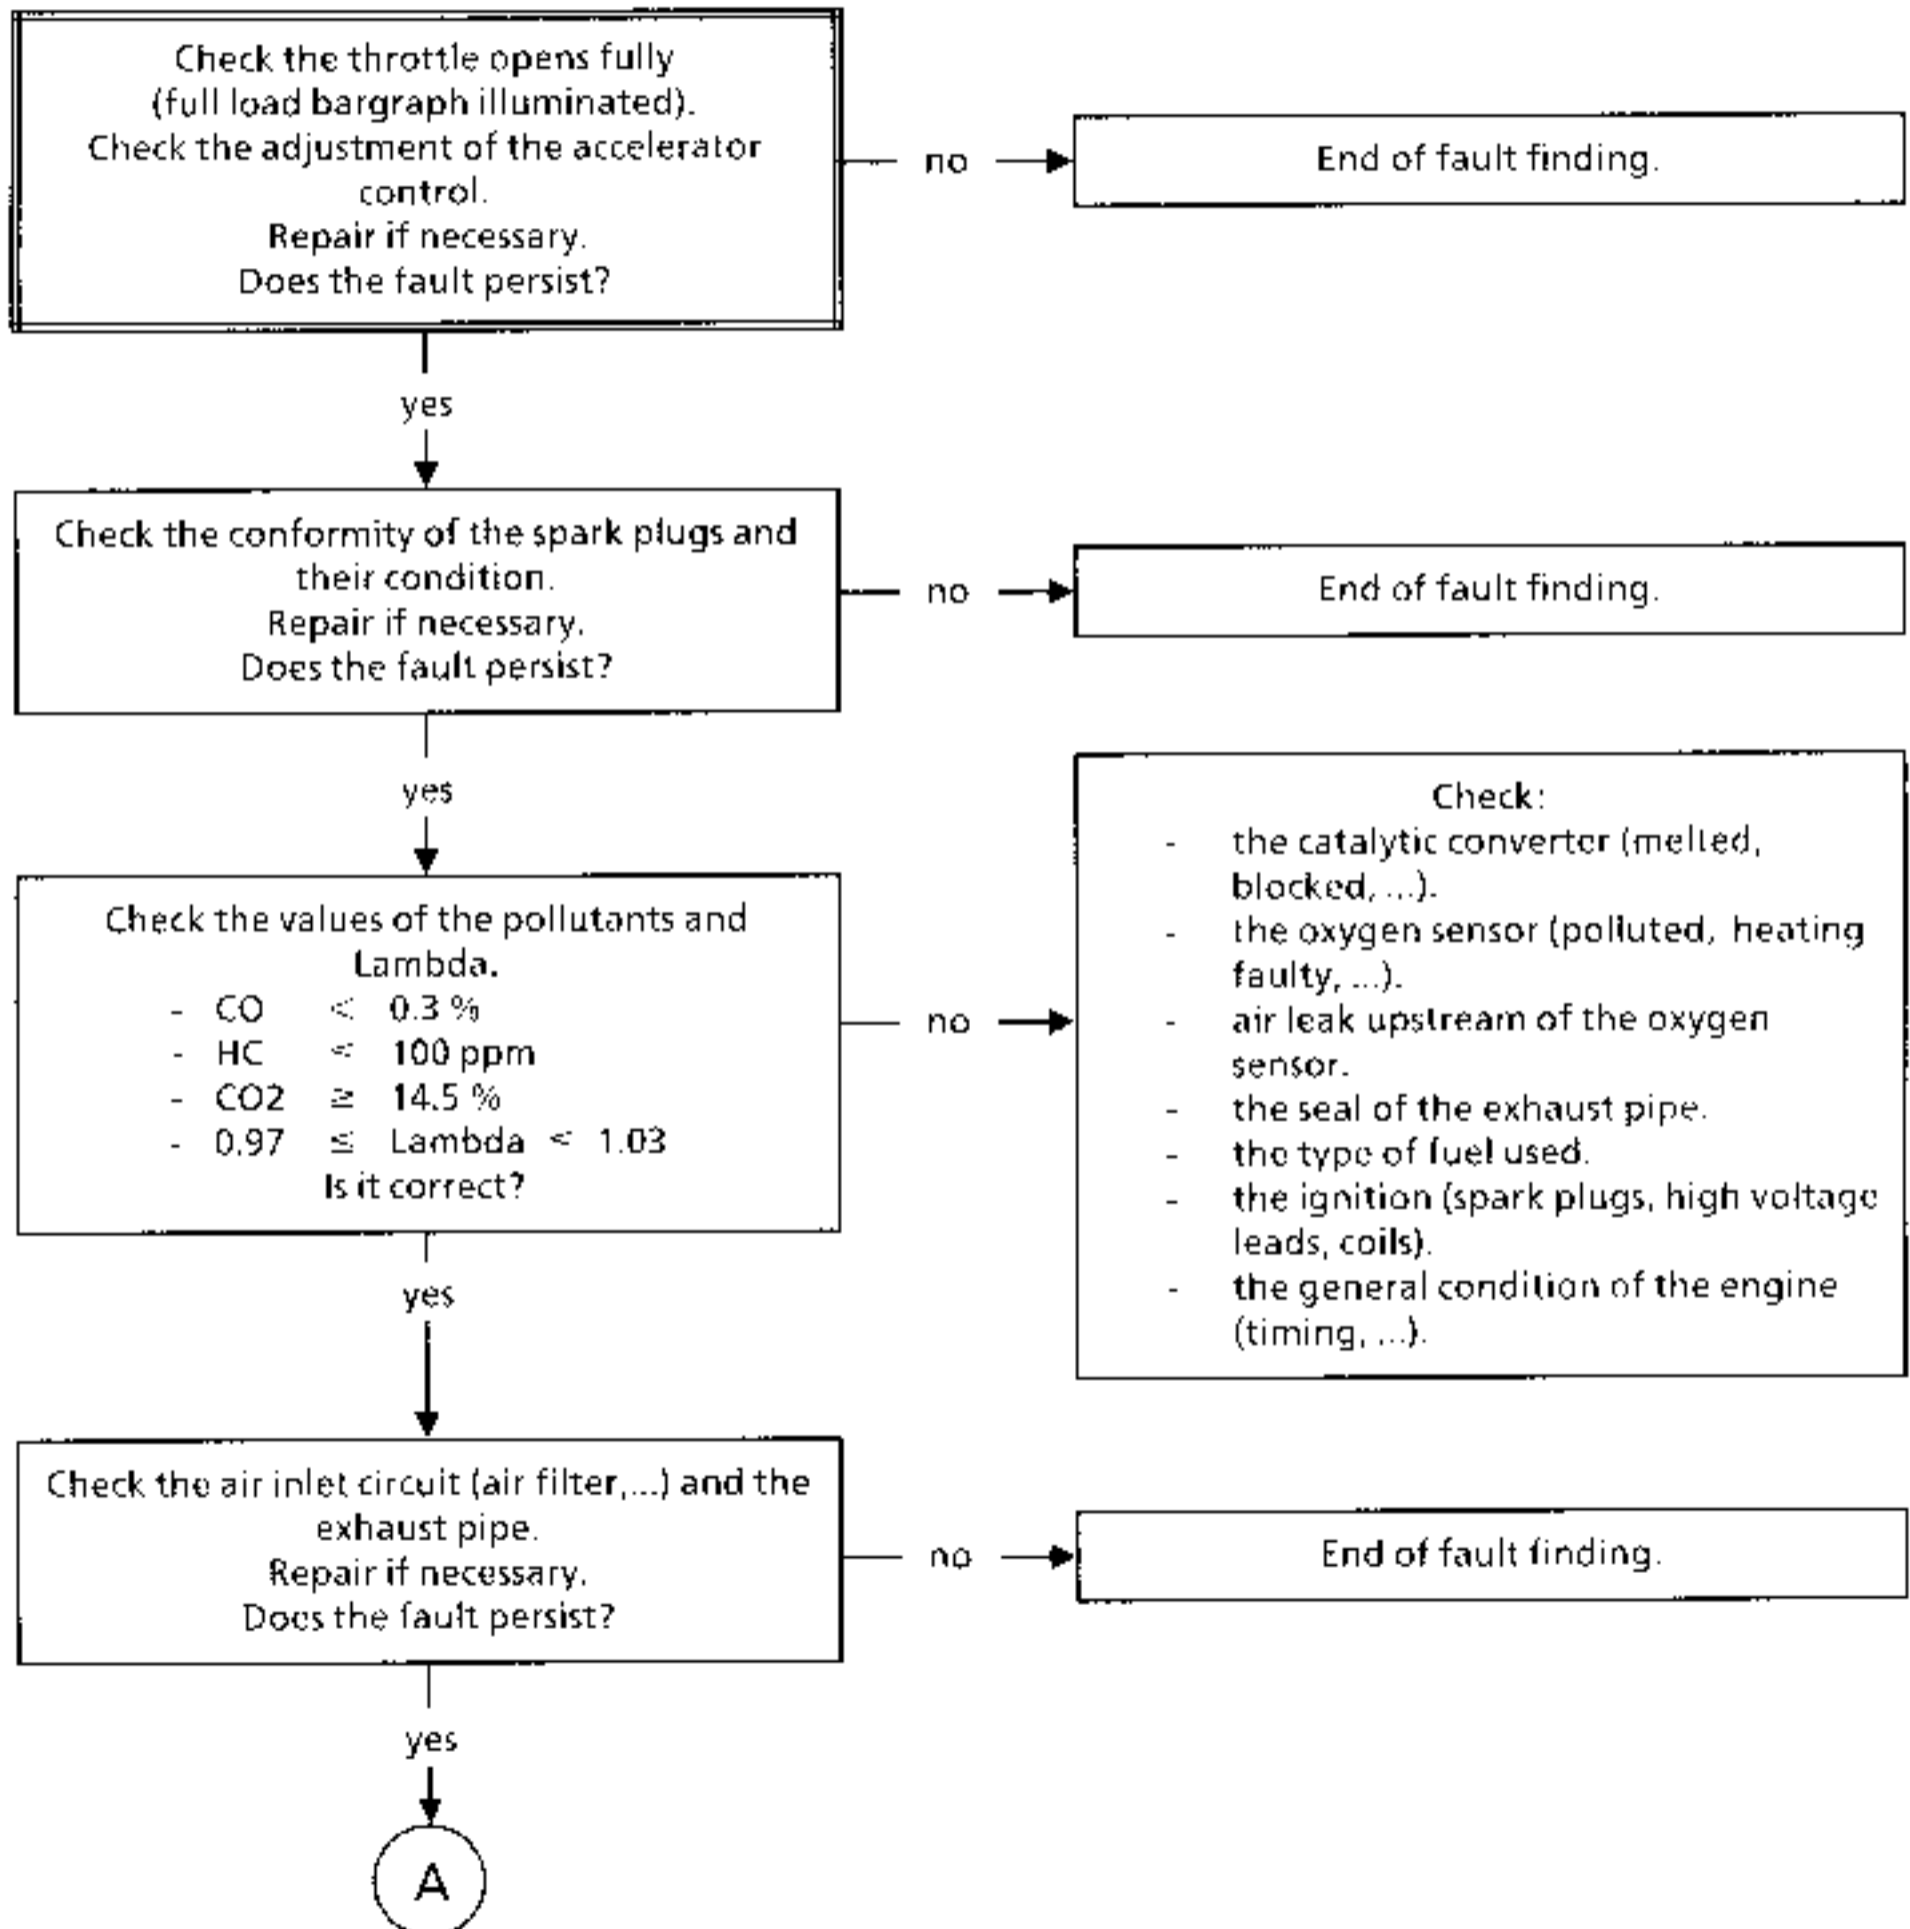 Check the throttle opens fully
(full load bargraph illuminated).
Check the adjustment of the accelerator
control.
Repair if necessary.
Does the fault persist?
no
End of fault finding.
yes
Check the conformity of the spark plugs and
their condition.
Repair if necessary.
Does the fault persist?
no
End of fault finding.
yes
Check the values of the pollutants and
Lambda.
- CO < 0.3 %
- HC < 100 ppm
- CO2 ≥ 14.5 %
- 0.97 ≤ Lambda < 1.03
Is it correct?
no
Check:
- the catalytic convertor (melted,
blocked, ...).
- the oxygen sensor (polluted, heating
faulty, ...).
- air leak upstream of the oxygen
sensor.
- the seal of the exhaust pipe.
- the type of fuel used.
- the ignition (spark plugs, high voltage
leads, coils).
- the general condition of the engine
(timing, ...).
yes
Check the air inlet circuit (air filter,...) and the
exhaust pipe.
Repair if necessary.
Does the fault persist?
no
End of fault finding.
yes
A